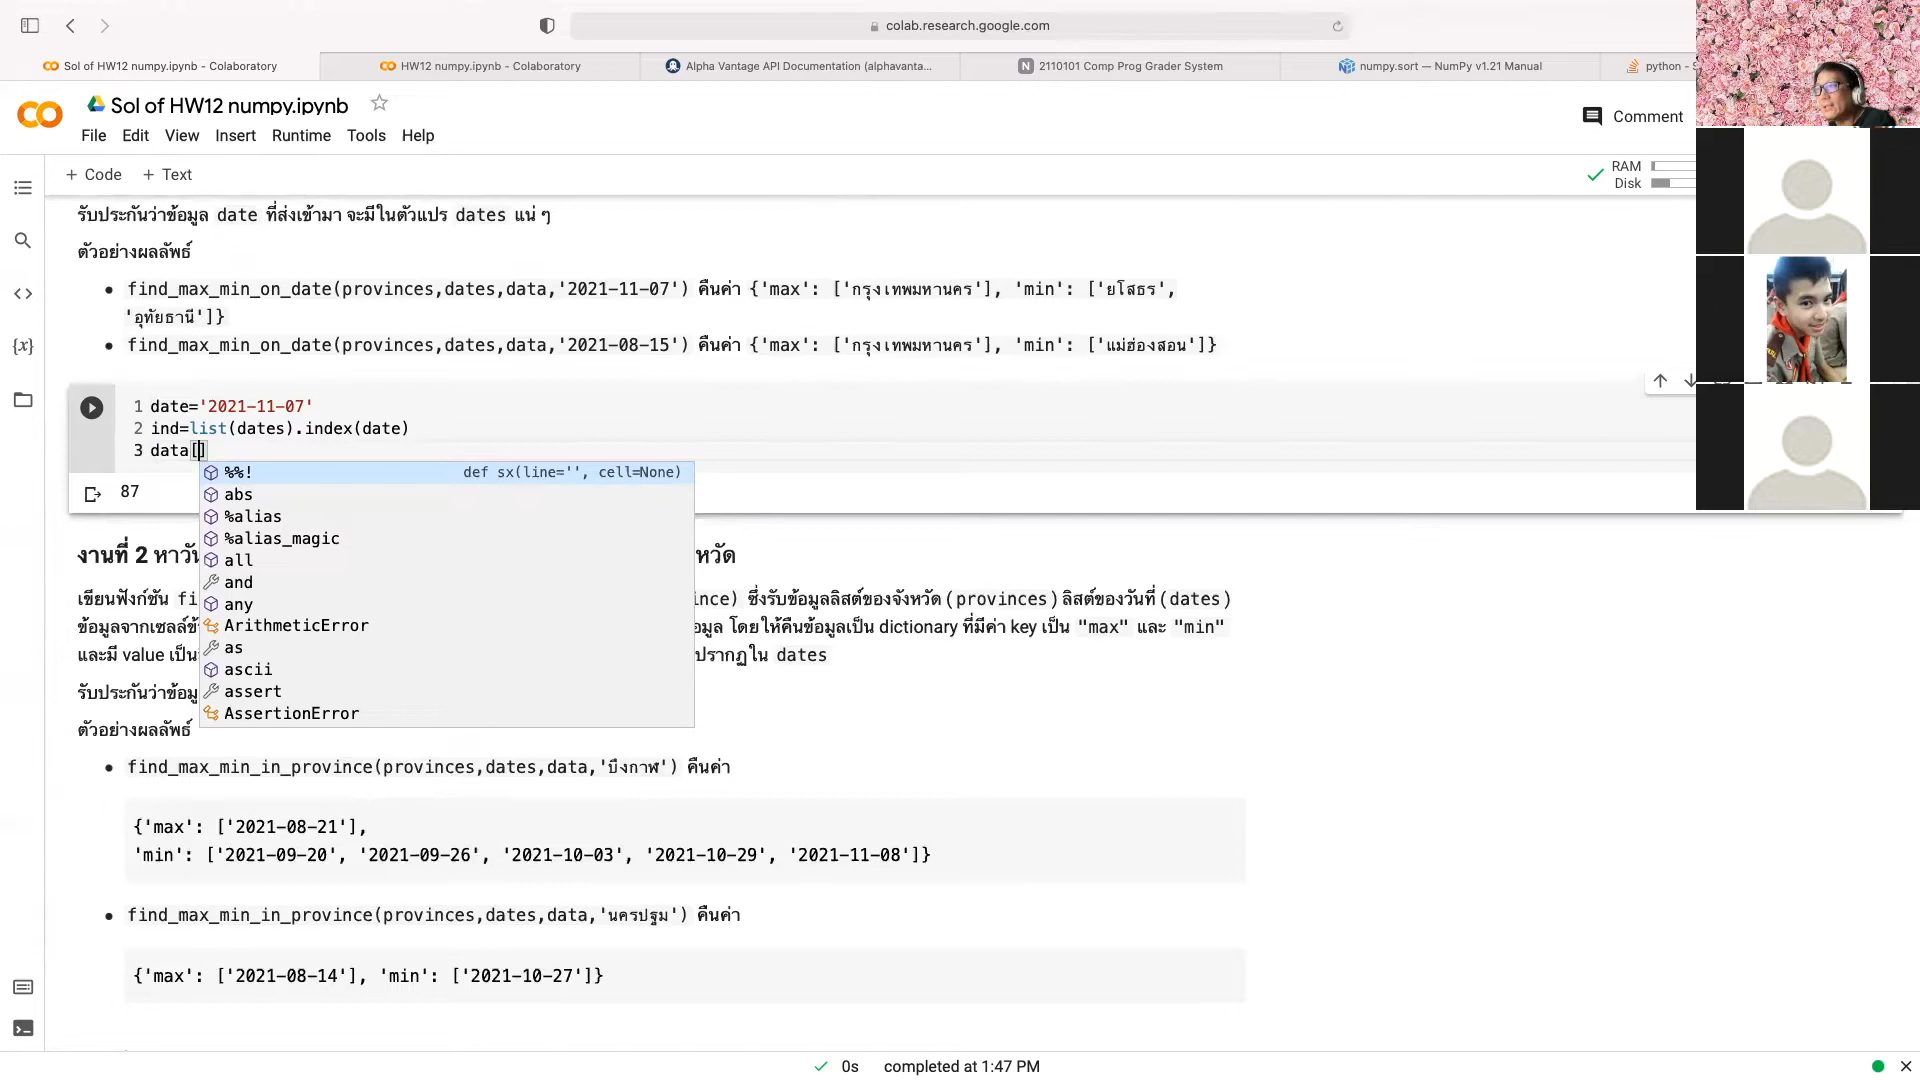 colab.research.google.com
Sol of HW12 numpy.ipynb - Colaboratory
HW12 numpy.ipynb - Colaboratory
Alpha Vantage API Documentation (alphavanta...
2110101 Comp Prog Grader System
numpy.sort — NumPy v1.21 Manual
python - S
Sol of HW12 numpy.ipynb
File Edit View Insert Runtime Tools Help
Comment
+ Code + Text
RAM
Disk
รับประกันว่าข้อมูล date ที่ส่งเข้ามา จะมีในตัวแปร dates แน่ ๆ
ตัวอย่างผลลัพธ์
find_max_min_on_date(provinces,dates,data,'2021-11-07') คืนค่า {'max': ['กรุงเทพมหานคร'], 'min': ['ยโสธร',
'อุทัยธานี']}
find_max_min_on_date(provinces,dates,data,'2021-08-15') คืนค่า {'max': ['กรุงเทพมหานคร'], 'min': ['แม่ฮ่องสอน']}
1 date='2021-11-07'
2 ind=list(dates).index(date)
3 data[]
%%! def sx(line='', cell=None)
abs
%alias
%alias_magic
all
and
any
ArithmeticError
as
ascii
assert
AssertionError
87
งานที่ 2 หาวัน หวัด
เขียนฟังก์ชัน fi ince) ซึ่งรับข้อมูลลิสต์ของจังหวัด (provinces) ลิสต์ของวันที่ (dates)
ข้อมูลจากเซลล์ข้ มูล โดยให้คืนข้อมูลเป็น dictionary ที่มีค่า key เป็น "max" และ "min"
และมี value เป็น ปรากฏใน dates
รับประกันว่าข้อมู
ตัวอย่างผลลัพธ์
find_max_min_in_province(provinces,dates,data,'บึงกาฬ') คืนค่า
{'max': ['2021-08-21'],
'min': ['2021-09-20', '2021-09-26', '2021-10-03', '2021-10-29', '2021-11-08']}
find_max_min_in_province(provinces,dates,data,'นครปฐม') คืนค่า
{'max': ['2021-08-14'], 'min': ['2021-10-27']}
0s completed at 1:47 PM